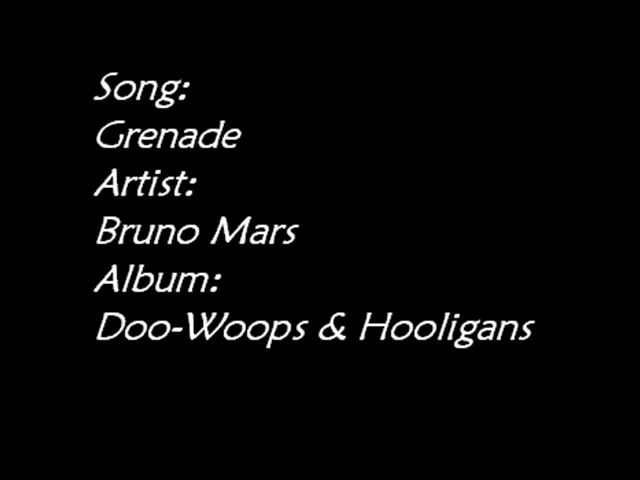 Song:
Grenade
Artist:
Bruno Mars
Album:
Doo-Woops & Hooligans